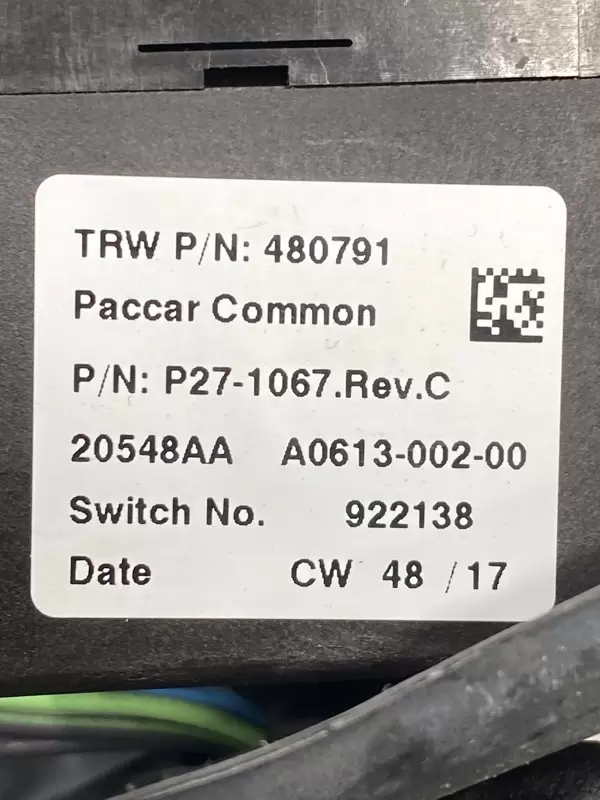 TRW P/N: 480791
Paccar Common
P/N: P27-1067.Rev.C
20548AA A0613-002-00
Switch No. 922138
Date CW 48 /17